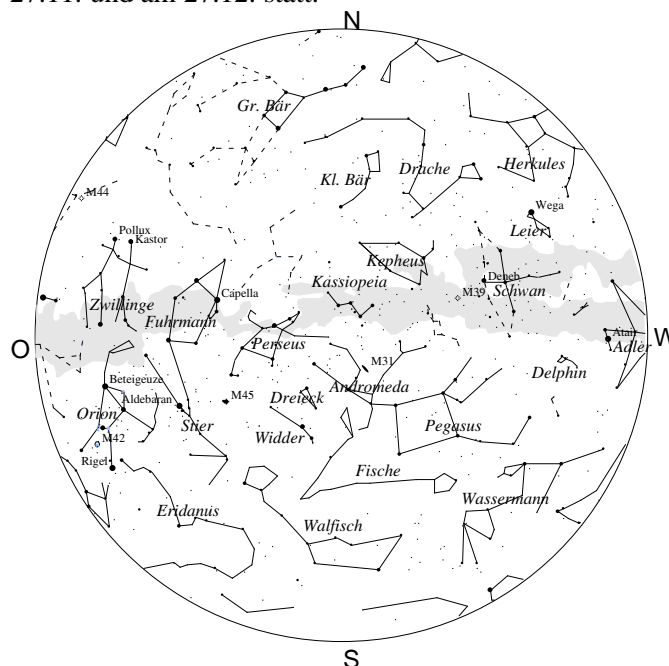 27.11. und am 27.12. statt.
N
Gr. Bär
Kl. Bär
Drache
Herkules
M44
Wega
Leier
Pollux
Kastor
Kepheus
Deneb
Kassiopeia
M39
Schwan
Capella
Zwillinge
Fuhrmann
Perseus
Atair
O
W
Adler
M31
Delphin
Beteigeuze
Andromeda
Aldebaran
M45
Dreieck
Orion
Stier
Pegasus
Widder
M42
Rigel
Fische
Wassermann
Eridanus
Walfisch
S